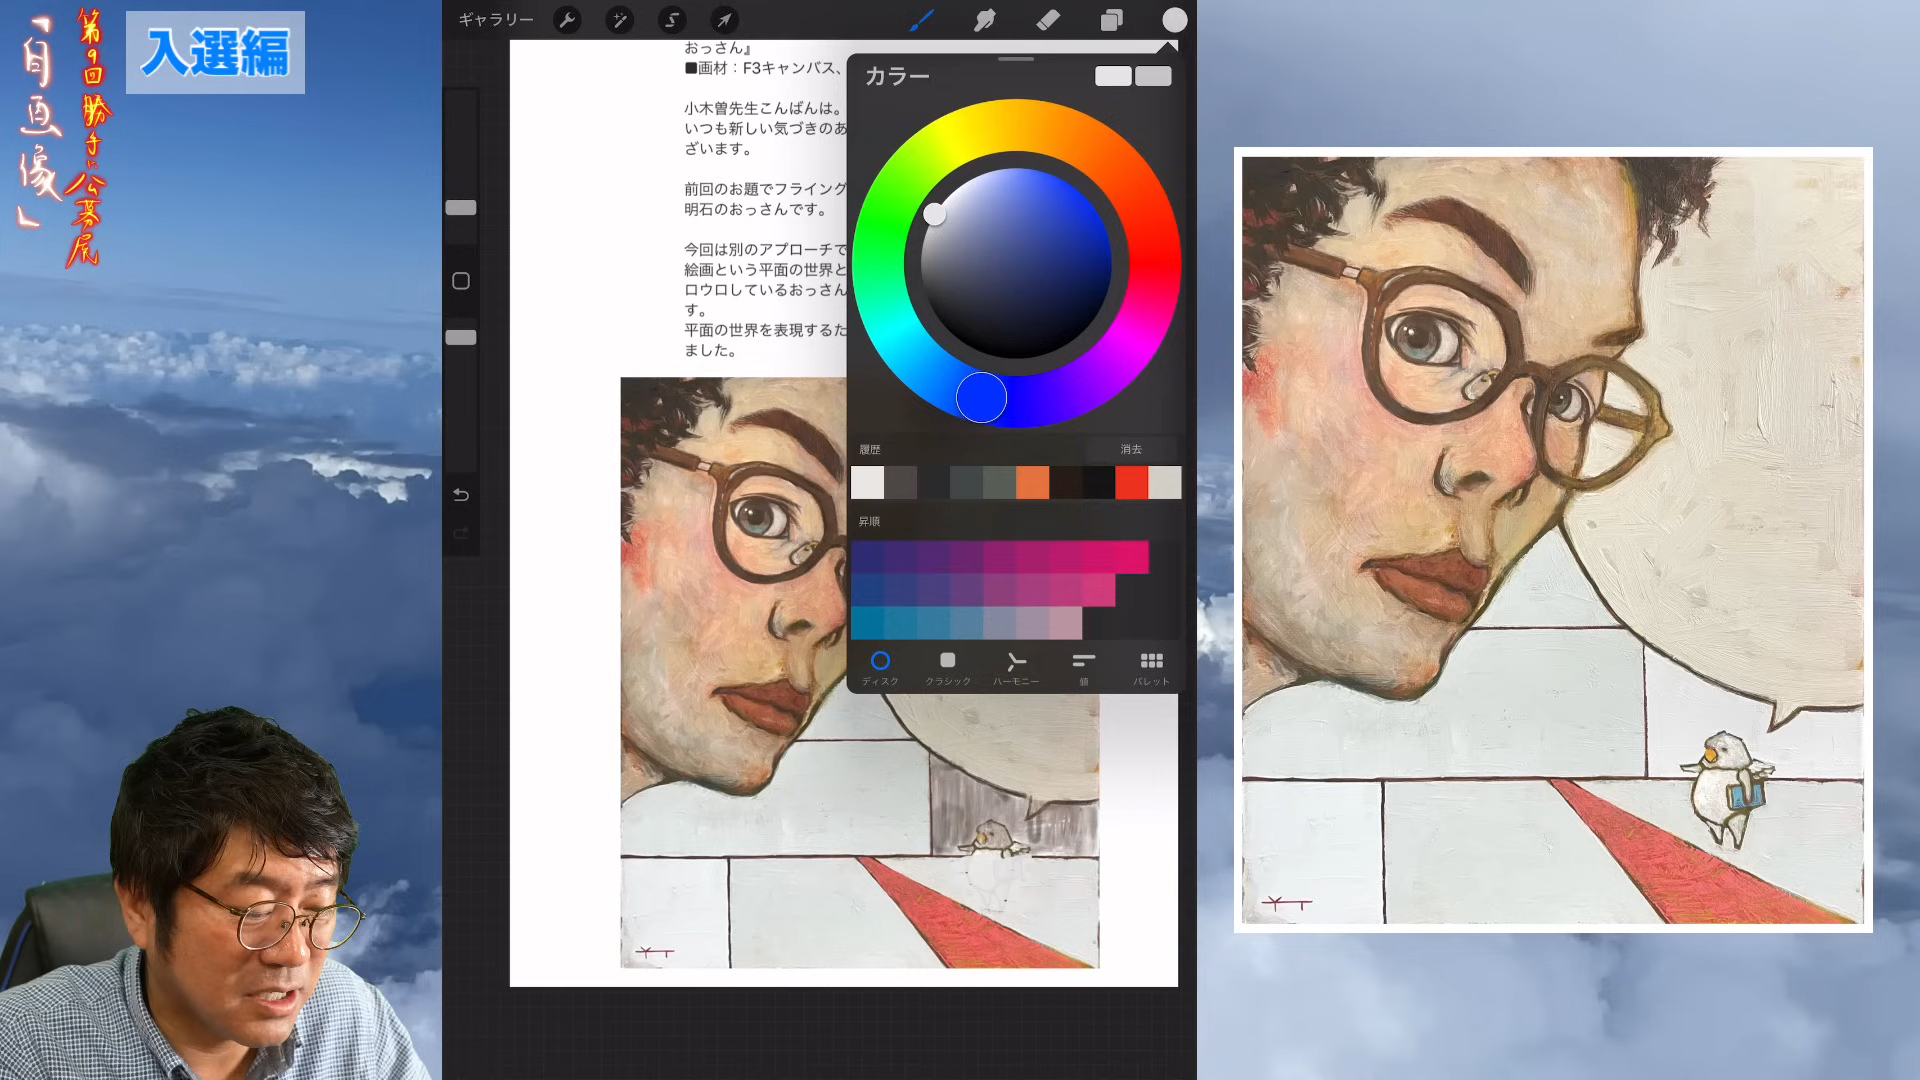 第9回勝手に公募展
「自画像」
入選編
ギャラリー
おっさん』
■画材：F3キャンバス、
小木曽先生こんばんは。
いつも新しい気づきのあ
ざいます。
前回のお題でフライング
明石のおっさんです。
今回は別のアプローチで
絵画という平面の世界と
ロウロしているおっさん
す。
平面の世界を表現するた
ました。
カラー
履歴
消去
昇順
ディスク
クラシック
ハーモニー
値
パレット